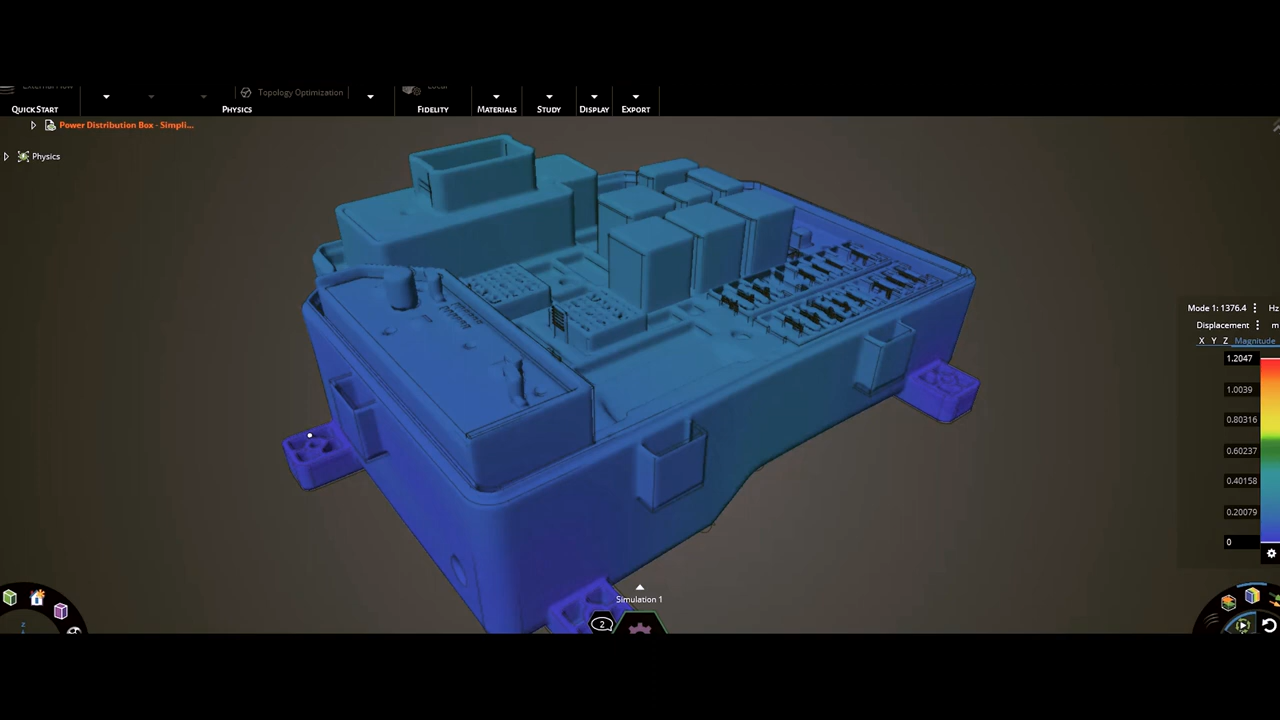 Topology Optimization
QUICK START
PHYSICS
FIDELITY
MATERIALS
STUDY
DISPLAY
EXPORT
Power Distribution Box - Simpli...
Physics
Mode 1: 1376.4
Hz
Displacement
m
X Y Z Magnitude
1.2047
1.0039
0.80316
0.60237
0.40158
0.20079
0
Simulation 1
2
Z